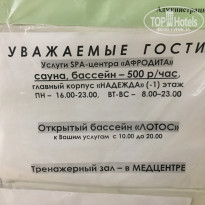 Администрац
TopHotels
УВАЖАЕМЫЕ ГОСТИ
Услуги SPA-центра «АФРОДИТА»
сауна, бассейн – 500 р/час,
главный корпус «НАДЕЖДА» (-1) этаж
ПН – 16.00-23.00, ВТ-ВС – 8.00–23.00
Открытый бассейн «ЛОТОС»
к Вашим услугам с 10.00 до 20.00
Тренажерный зал – в МЕДЦЕНТРЕ